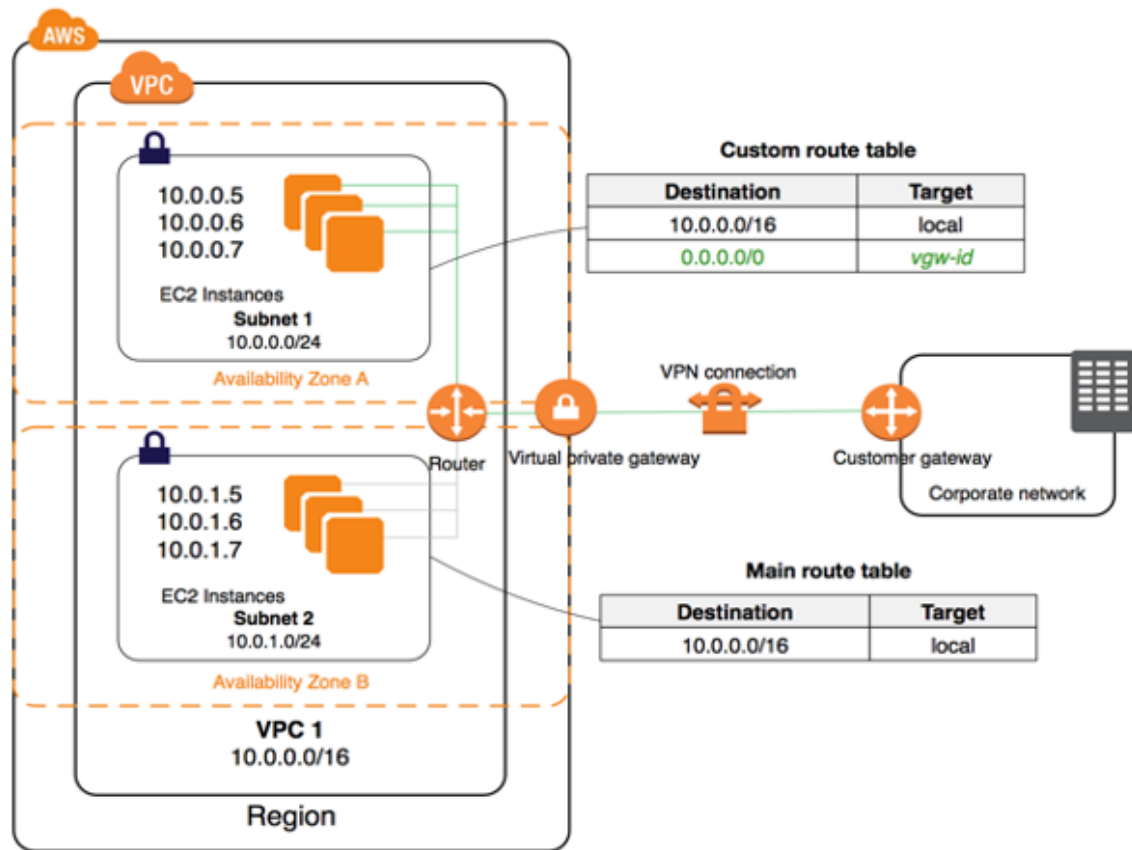 AWS
VPC
10.0.0.5
10.0.0.6
10.0.0.7
EC2 Instances
Subnet 1
10.0.0.0/24
Availability Zone A
Custom route table
Destination Target
10.0.0.0/16 local
0.0.0.0/0 vgw-id
VPN connection
Router
Virtual private gateway
Customer gateway
Corporate network
10.0.1.5
10.0.1.6
10.0.1.7
EC2 Instances
Subnet 2
10.0.1.0/24
Availability Zone B
Main route table
Destination Target
10.0.0.0/16 local
VPC 1
10.0.0.0/16
Region